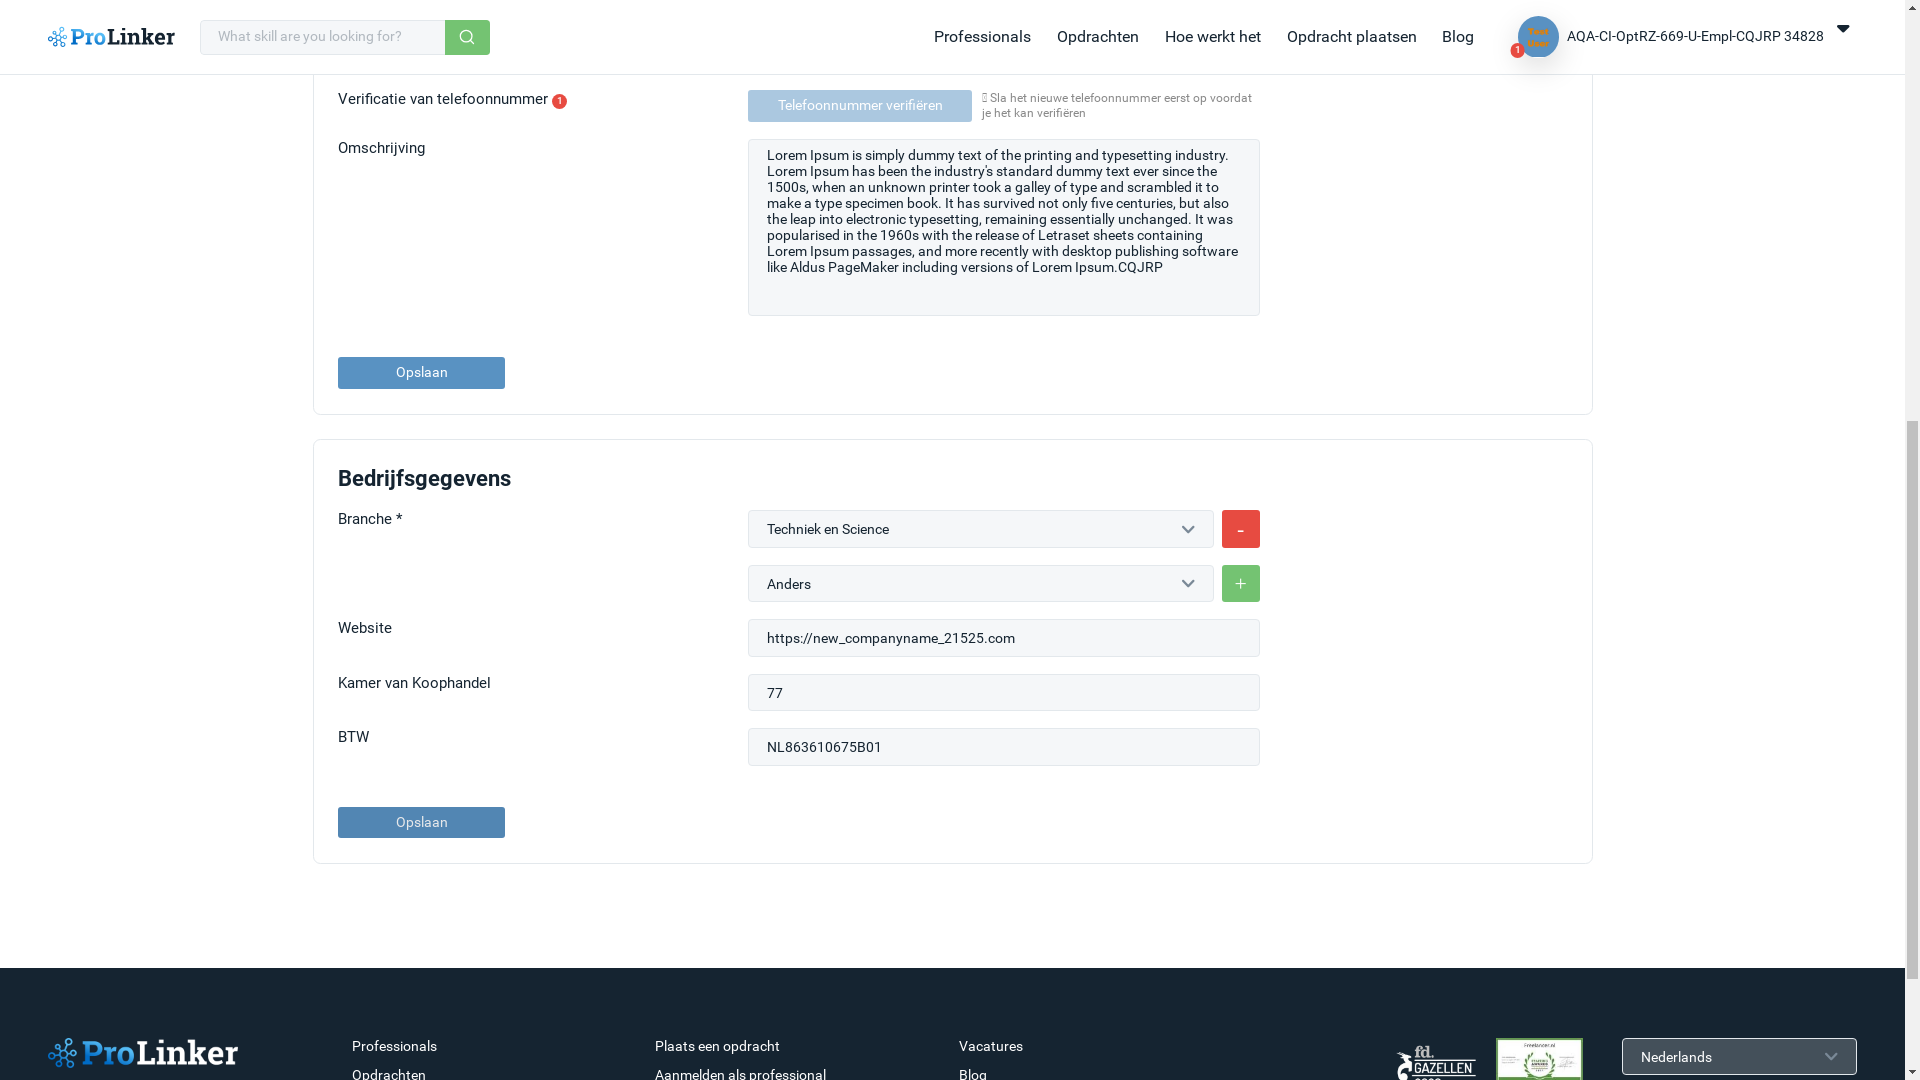 ProLinker
What skill are you looking for?
Professionals
Opdrachten
Hoe werkt het
Opdracht plaatsen
Blog
Test
User
1
AQA-CI-OptRZ-669-U-Empl-CQJRP 34828
Verificatie van telefoonnummer 1
Telefoonnummer verifiëren
Sla het nieuwe telefoonnummer eerst op voordat
je het kan verifiëren
Omschrijving
Lorem Ipsum is simply dummy text of the printing and typesetting industry.
Lorem Ipsum has been the industry's standard dummy text ever since the
1500s, when an unknown printer took a galley of type and scrambled it to
make a type specimen book. It has survived not only five centuries, but also
the leap into electronic typesetting, remaining essentially unchanged. It was
popularised in the 1960s with the release of Letraset sheets containing
Lorem Ipsum passages, and more recently with desktop publishing software
like Aldus PageMaker including versions of Lorem Ipsum.CQJRP
Opslaan
Bedrijfsgegevens
Branche *
Techniek en Science
-
Anders
+
Website
https://new_companyname_21525.com
Kamer van Koophandel
77
BTW
NL863610675B01
Opslaan
ProLinker
Professionals
Plaats een opdracht
Vacatures
fd.
GAZELLEN
Freelancer.nl
Nederlands
Opdrachten
Aanmelden als professional
Blog